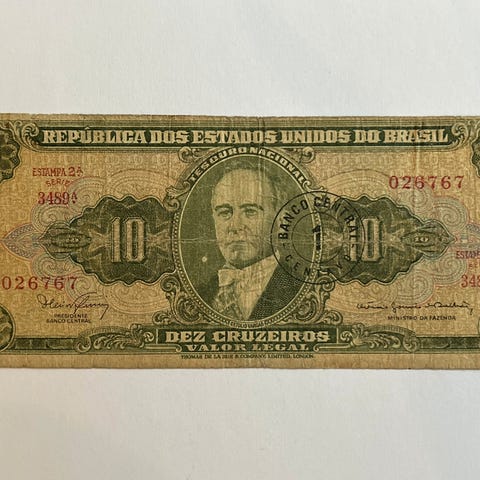 REPÚBLICA DOS ESTADOS UNIDOS DO BRASIL
TESOURO NACIONAL
ESTAMPA 2ª
SÉRIE
3489ª
026767
10
BANCO CENTRAL
10
026767
PRESIDENTE
BANCO CENTRAL
MINISTRO DA FAZENDA
DEZ CRUZEIROS
VALOR LEGAL
THOMAS DE LA RUE & COMPANY, LIMITED, LONDON.